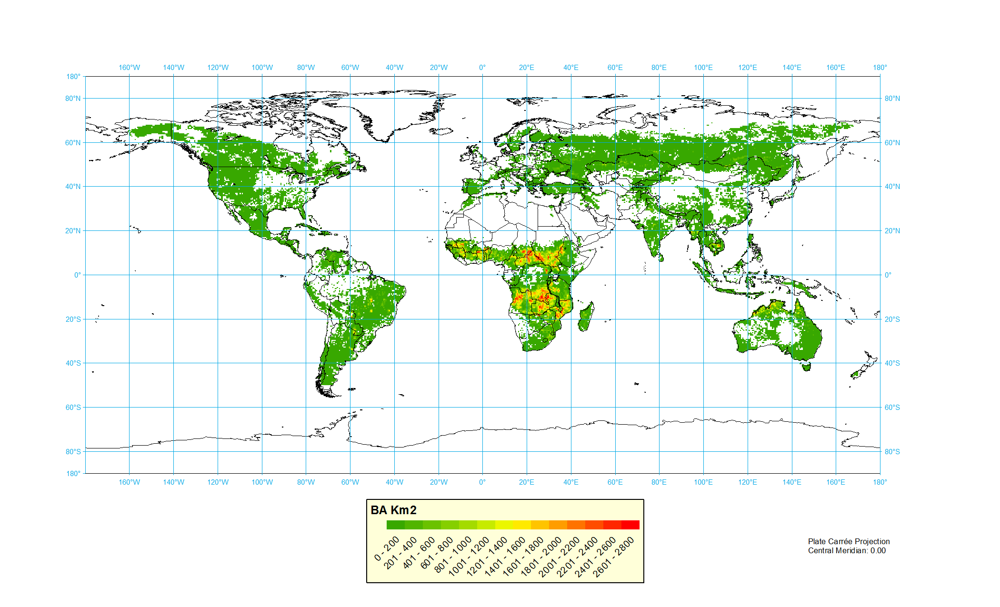 160°W 140°W 120°W 100°W 80°W 60°W 40°W 20°W 0° 20°E 40°E 60°E 80°E 100°E 120°E 140°E 160°E 180°
180°
80°N 80°N
60°N 60°N
40°N 40°N
20°N 20°N
0° 0°
20°S 20°S
40°S 40°S
60°S 60°S
80°S 80°S
180°
160°W 140°W 120°W 100°W 80°W 60°W 40°W 20°W 0° 20°E 40°E 60°E 80°E 100°E 120°E 140°E 160°E 180°
BA Km2
0 - 200
201 - 400
401 - 600
601 - 800
801 - 1000
1001 - 1200
1201 - 1400
1401 - 1600
1601 - 1800
1801 - 2000
2001 - 2200
2201 - 2400
2401 - 2600
2601 - 2800
Plate Carrée Projection
Central Meridian: 0.00